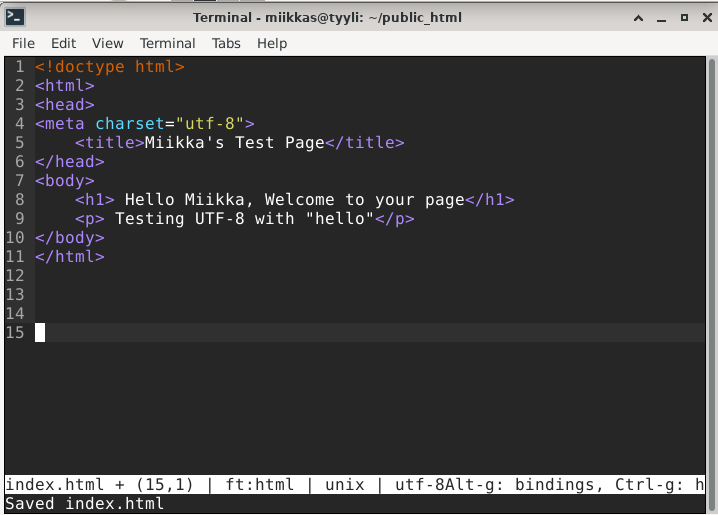 Terminal - miikkas@tyyli: ~/public_html
File Edit View Terminal Tabs Help
1 <!doctype html>
2 <html>
3 <head>
4 <meta charset="utf-8">
5     <title>Miikka's Test Page</title>
6 </head>
7 <body>
8     <h1> Hello Miikka, Welcome to your page</h1>
9     <p> Testing UTF-8 with "hello"</p>
10 </body>
11 </html>
12
13
14
15
index.html + (15,1) | ft:html | unix | utf-8Alt-g: bindings, Ctrl-g: h
Saved index.html